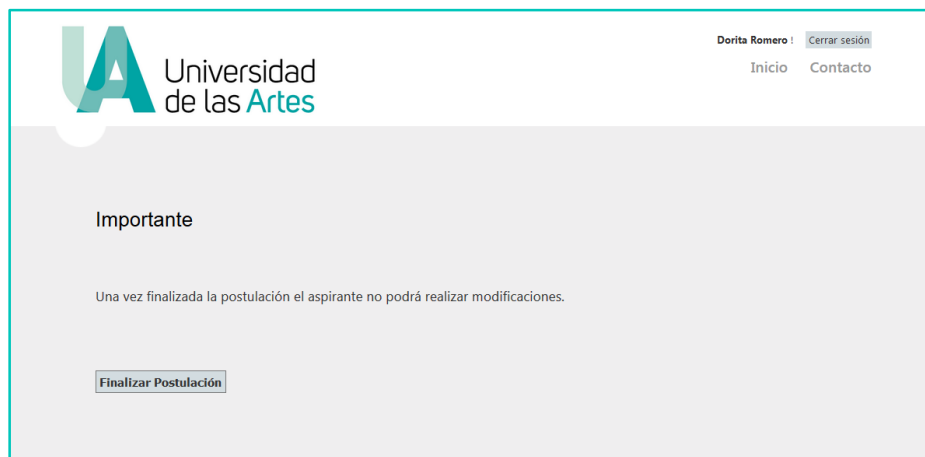 Dorita Romero ! Cerrar sesión
Inicio Contacto
UA
Universidad
de las Artes
Importante
Una vez finalizada la postulación el aspirante no podrá realizar modificaciones.
Finalizar Postulación